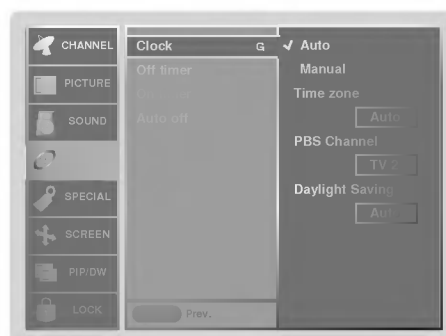 CHANNEL
PICTURE
SOUND
SPECIAL
SCREEN
PIP/DW
LOCK
Clock G
Off timer
Auto off
Prev.
✓ Auto
Manual
Time zone
Auto
PBS Channel
TV 2
Daylight Saving
Auto